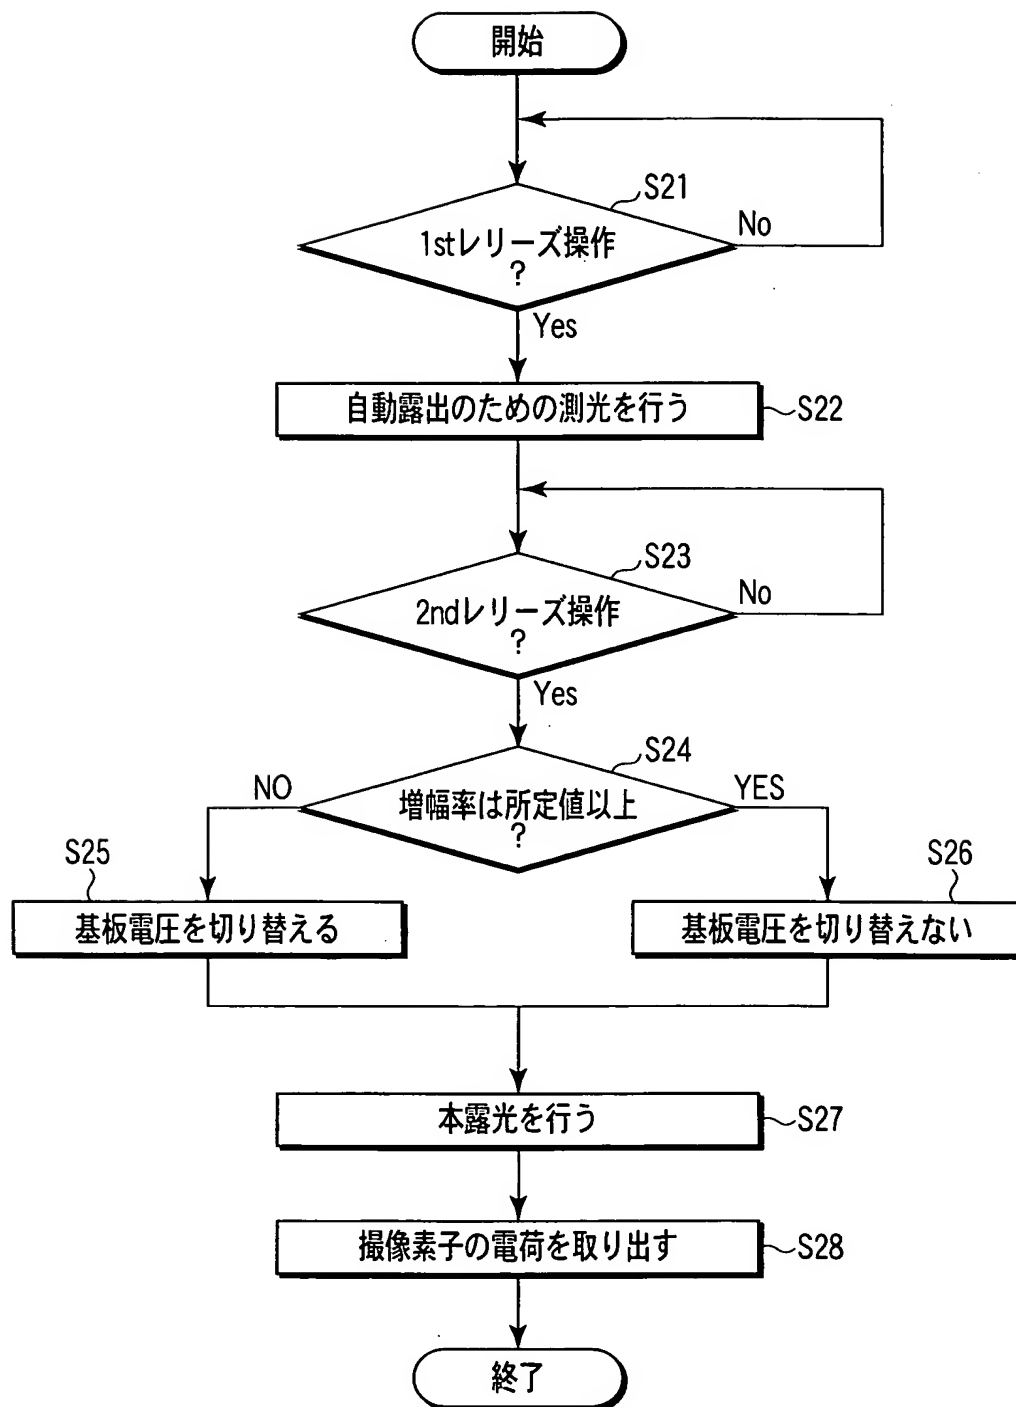 開始
S21
No
1stレリーズ操作
?
Yes
自動露出のための測光を行う
S22
S23
No
2ndレリーズ操作
?
Yes
S24
NO
YES
増幅率は所定値以上
?
S25
S26
基板電圧を切り替える
基板電圧を切り替えない
本露光を行う
S27
撮像素子の電荷を取り出す
S28
終了